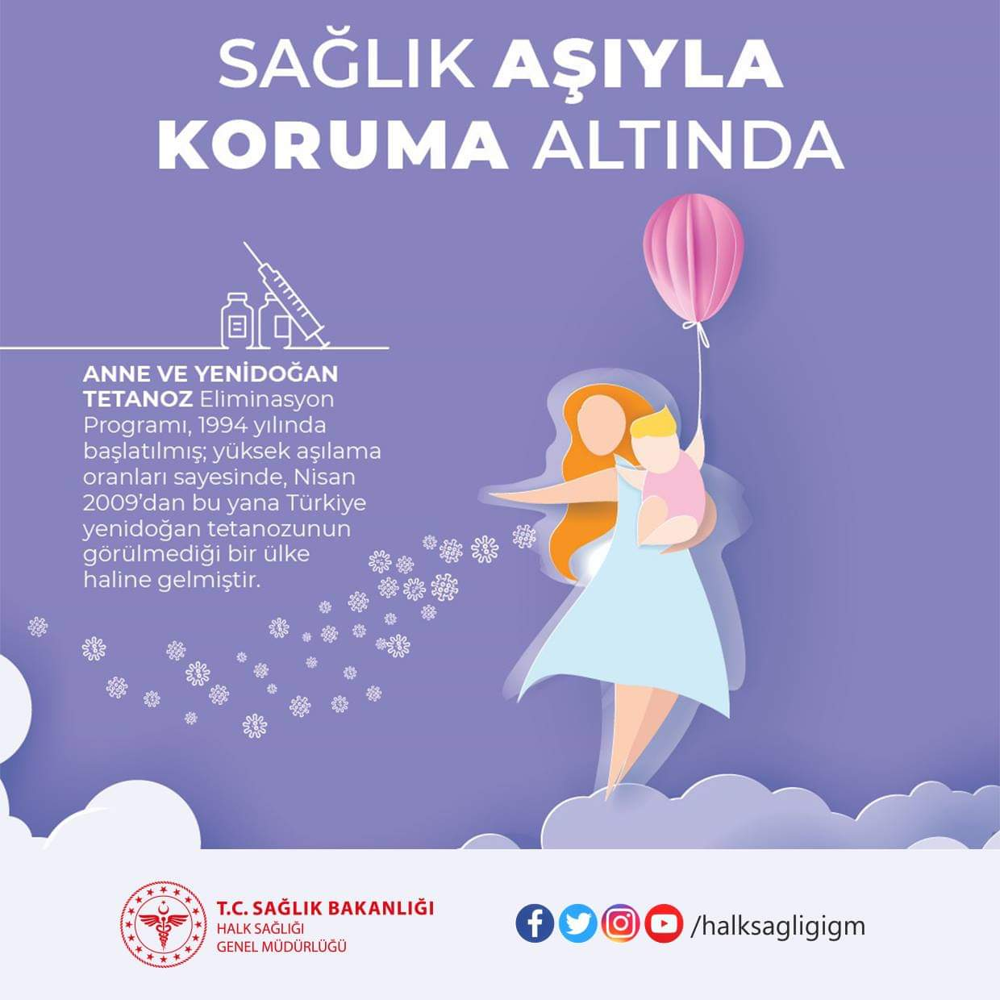 SAĞLIK AŞIYLA
KORUMA ALTINDA
ANNE VE YENİDOĞAN
TETANOZ Eliminasyon
Programı, 1994 yılında
başlatılmış; yüksek aşılama
oranları sayesinde, Nisan
2009’dan bu yana Türkiye
yenidoğan tetanozunun
görülmediği bir ülke
haline gelmiştir.
T.C. SAĞLIK BAKANLIĞI
HALK SAĞLIĞI
GENEL MÜDÜRLÜĞÜ
/halksagligigm